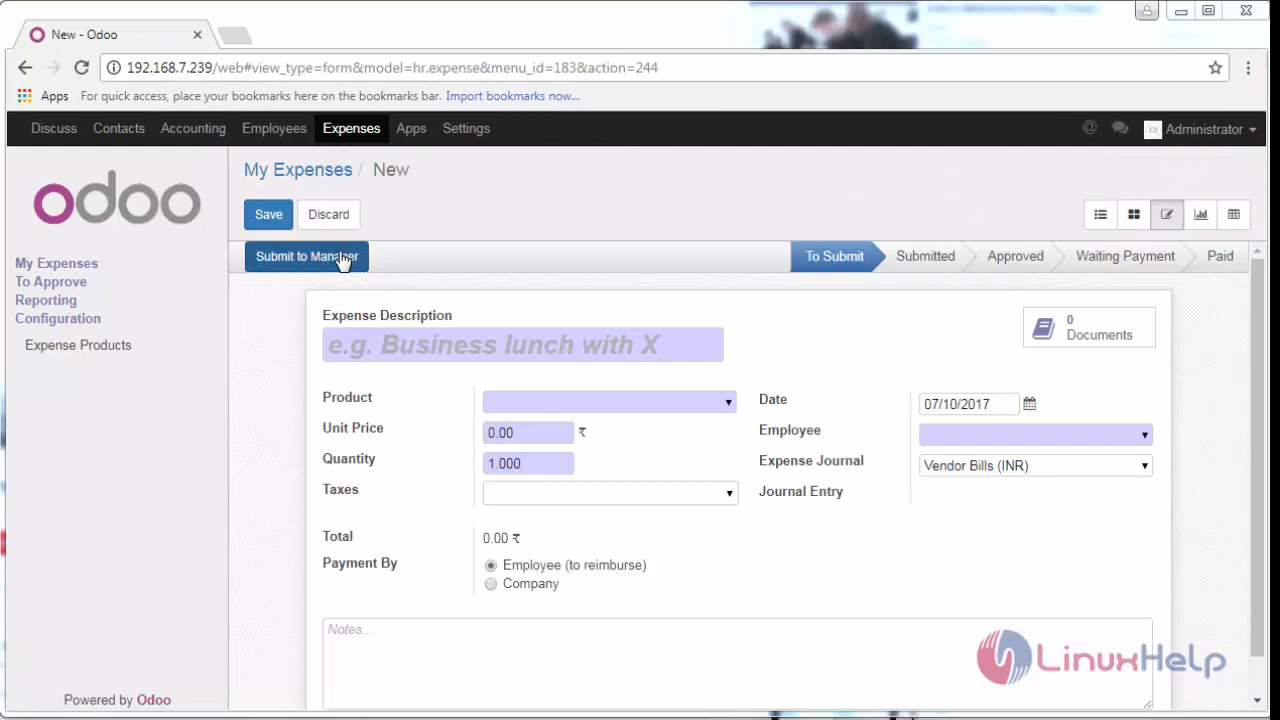 New - Odoo
192.168.7.239/web#view_type=form&model=hr.expense&menu_id=183&action=244
Apps For quick access, place your bookmarks here on the bookmarks bar. Import bookmarks now...
Discuss Contacts Accounting Employees Expenses Apps Settings @ Administrator
odoo
My Expenses / New
Save Discard
Submit to Manager To Submit Submitted Approved Waiting Payment Paid
My Expenses
To Approve
Reporting
Configuration
Expense Products
Powered by Odoo
Expense Description
e.g. Business lunch with X
0
Documents
Product
Unit Price 0.00 ₹
Quantity 1.000
Taxes
Date 07/10/2017
Employee
Expense Journal Vendor Bills (INR)
Journal Entry
Total 0.00 ₹
Payment By Employee (to reimburse)
Company
Notes...
LinuxHelp